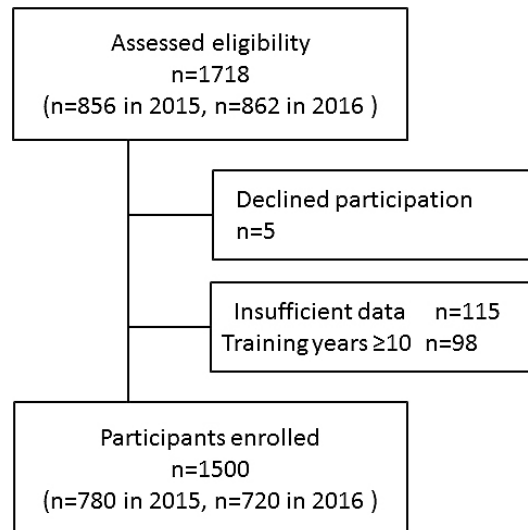 Assessed eligibility
n=1718
(n=856 in 2015, n=862 in 2016 )
Declined participation
n=5
Insufficient data n=115
Training years ≥10 n=98
Participants enrolled
n=1500
(n=780 in 2015, n=720 in 2016 )